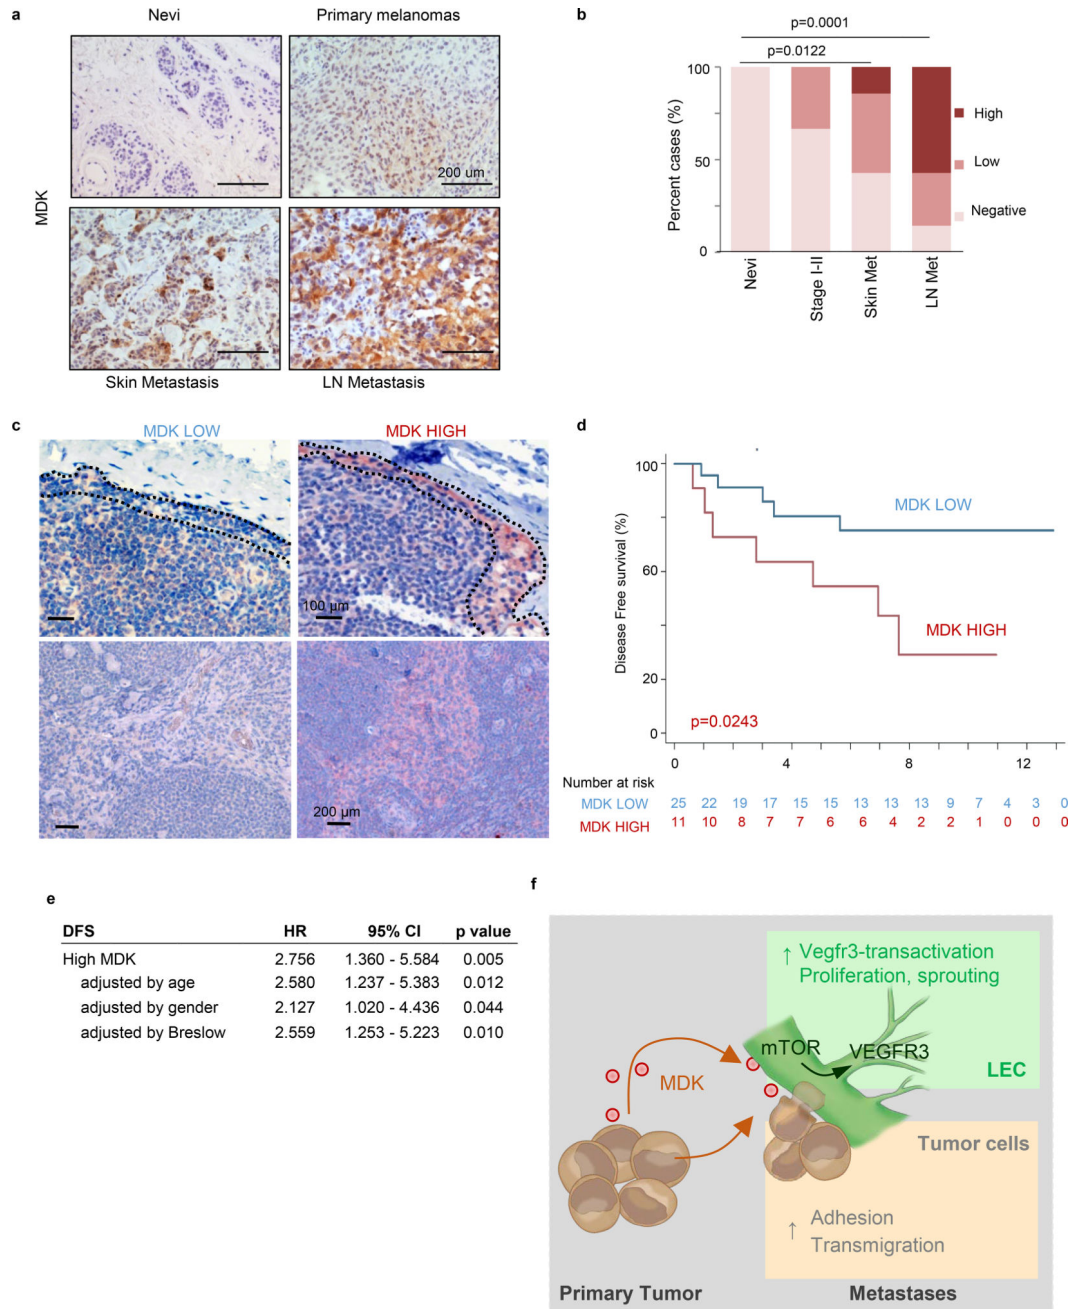 a
Nevi
Primary melanomas
MDK
200 um
Skin Metastasis
LN Metastasis
b
p=0.0001
p=0.0122
Percent cases (%)
100
50
0
High
Low
Negative
Nevi
Stage I-II
Skin Met
LN Met
c
MDK LOW
MDK HIGH
100 µm
200 µm
d
Disease Free survival (%)
100
60
20
0
MDK LOW
MDK HIGH
p=0.0243
0 4 8 12
Number at risk
MDK LOW 25 22 19 17 15 15 13 13 13 9 7 4 3 0
MDK HIGH 11 10 8 7 7 6 6 4 2 2 1 0 0 0
e
DFS HR 95% CI p value
High MDK 2.756 1.360 - 5.584 0.005
adjusted by age 2.580 1.237 - 5.383 0.012
adjusted by gender 2.127 1.020 - 4.436 0.044
adjusted by Breslow 2.559 1.253 - 5.223 0.010
f
↑ Vegfr3-transactivation
Proliferation, sprouting
mTOR
VEGFR3
LEC
MDK
Tumor cells
↑ Adhesion
Transmigration
Primary Tumor
Metastases